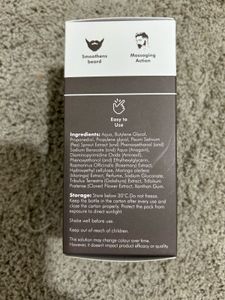 Smoothens
beard
Massaging
Action
Easy to
Use
Ingredients: Aqua, Butylene Glycol,
Propanediol, Propylene glycol, Pisum Sativum
(Pea) Sprout Extract (and) Phenoxyethanol (and)
Sodium Benzoate (and) Aqua (Anagain),
Diaminopyrimidine Oxide (Aminexil),
Phenoxyethanol (and) Ethylhexylglycerin,
Rosmarinus Officinalis (Rosemary) Extract,
Hydroxyethyl cellulose, Moringa oleifera
(Moringa) Extract, Perfume, Sodium Gluconate,
Tribulus Terrestris (Gokshura) Extract, Trifolium
Pratense (Clover) Flower Extract, Xanthan Gum.
Storage: Store below 30°C. Do not freeze.
Keep the bottle in the carton after every use and
close the carton properly. Protect the pack from
exposure to direct sunlight
Avoid contact with eyes.
Keep out of reach of children.
This solution may change colour over time.
However, it doesn't impact product efficacy or quality.